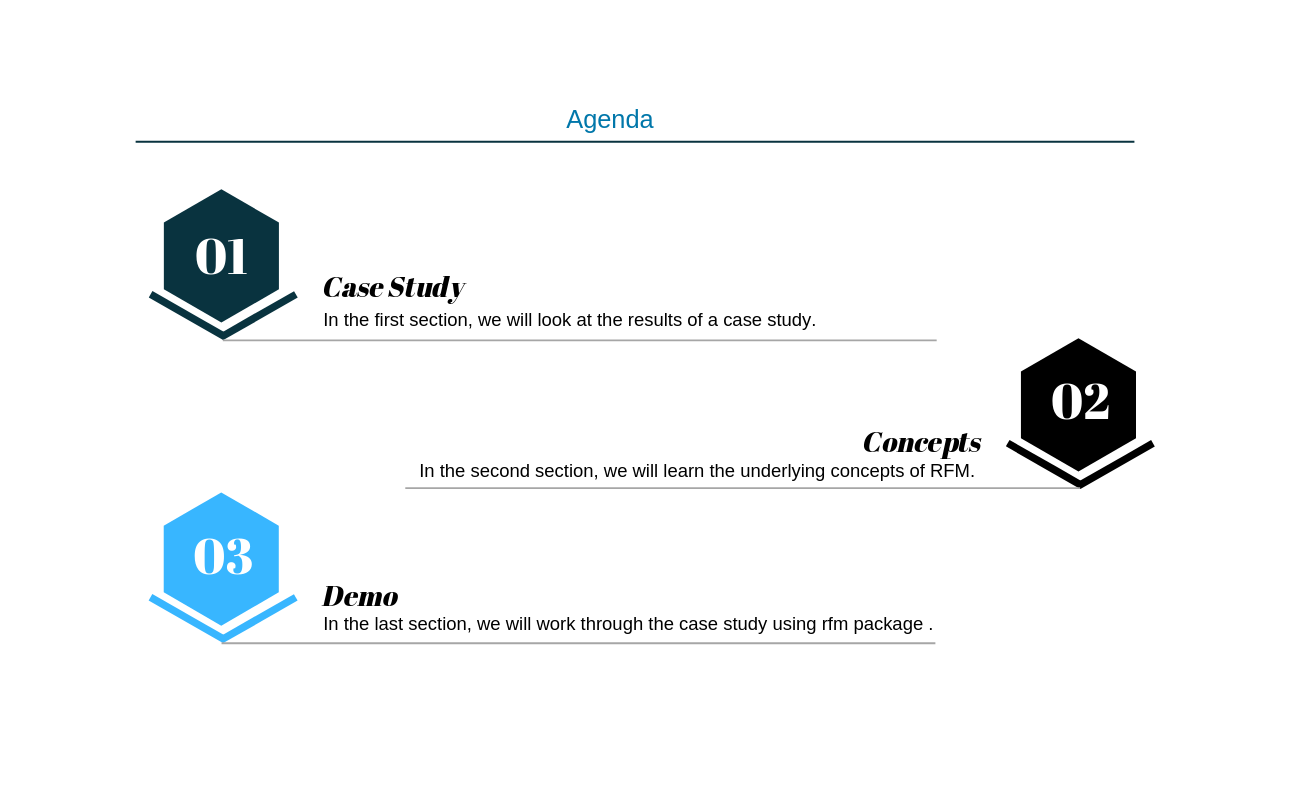 Agenda
01
Case Study
In the first section, we will look at the results of a case study.
02
Concepts
In the second section, we will learn the underlying concepts of RFM.
03
Demo
In the last section, we will work through the case study using rfm package .